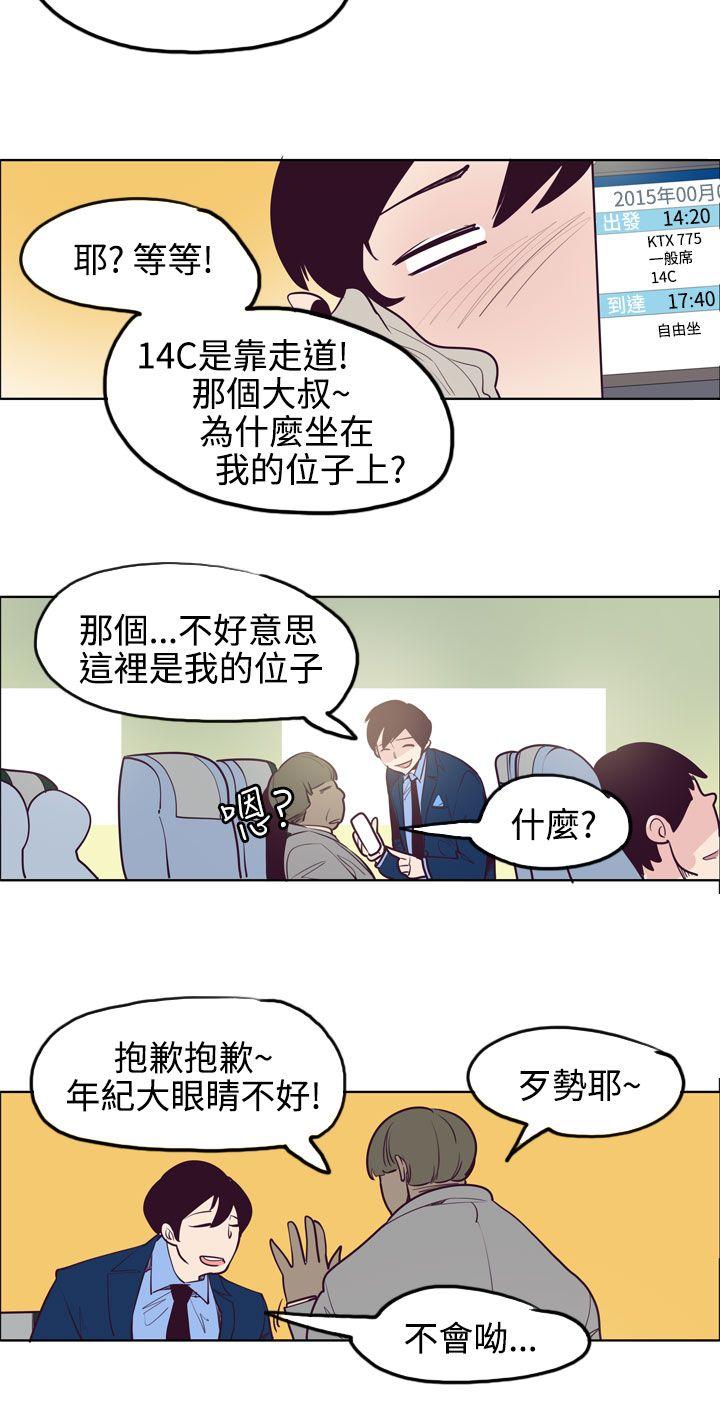 耶? 等等!
2015年00月0
出發 14:20
KTX 775
一般席
14C
到達 17:40
自由坐
14C是靠走道!
那個大叔~
為什麼坐在
我的位子上?
那個...不好意思
這裡是我的位子
嗯?
什麼?
抱歉抱歉~
年紀大眼睛不好!
歹勢耶~
不會呦...